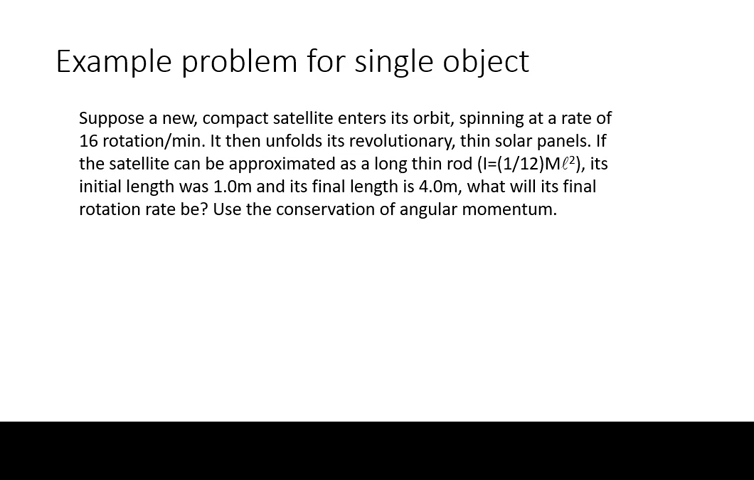 Example problem for single object
Suppose a new, compact satellite enters its orbit, spinning at a rate of
16 rotation/min. It then unfolds its revolutionary, thin solar panels. If
the satellite can be approximated as a long thin rod (I=(1/12)Mℓ²), its
initial length was 1.0m and its final length is 4.0m, what will its final
rotation rate be? Use the conservation of angular momentum.